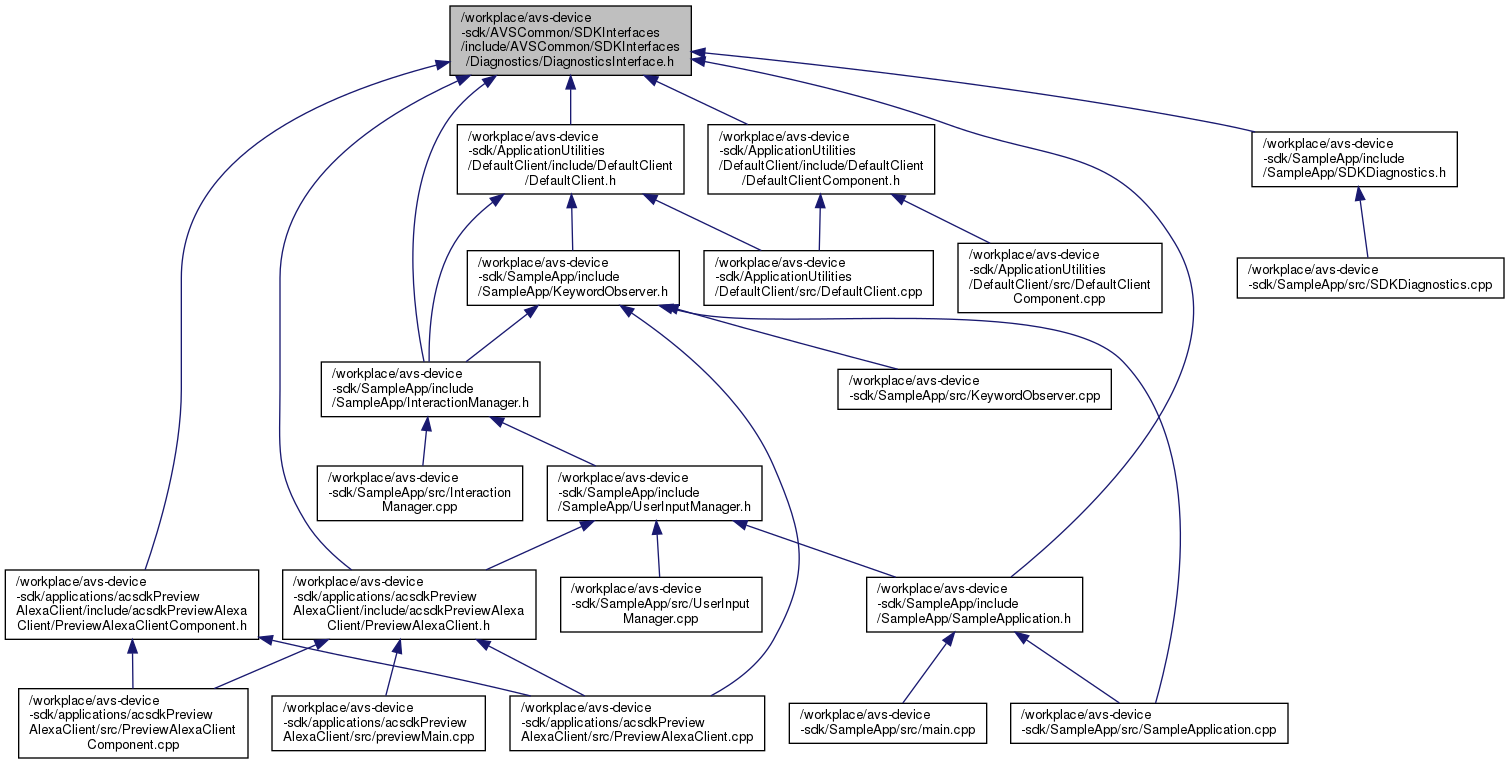 /workplace/avs-device
-sdk/AVSCommon/SDKInterfaces
/include/AVSCommon/SDKInterfaces
/Diagnostics/DiagnosticsInterface.h
/workplace/avs-device
-sdk/ApplicationUtilities
/DefaultClient/include/DefaultClient
/DefaultClient.h
/workplace/avs-device
-sdk/ApplicationUtilities
/DefaultClient/include/DefaultClient
/DefaultClientComponent.h
/workplace/avs-device
-sdk/SampleApp/include
/SampleApp/SDKDiagnostics.h
/workplace/avs-device
-sdk/SampleApp/include
/SampleApp/KeywordObserver.h
/workplace/avs-device
-sdk/ApplicationUtilities
/DefaultClient/src/DefaultClient.cpp
/workplace/avs-device
-sdk/ApplicationUtilities
/DefaultClient/src/DefaultClient
Component.cpp
/workplace/avs-device
-sdk/SampleApp/src/SDKDiagnostics.cpp
/workplace/avs-device
-sdk/SampleApp/include
/SampleApp/InteractionManager.h
/workplace/avs-device
-sdk/SampleApp/src/KeywordObserver.cpp
/workplace/avs-device
-sdk/SampleApp/src/Interaction
Manager.cpp
/workplace/avs-device
-sdk/SampleApp/include
/SampleApp/UserInputManager.h
/workplace/avs-device
-sdk/applications/acsdkPreview
AlexaClient/include/acsdkPreviewAlexa
Client/PreviewAlexaClientComponent.h
/workplace/avs-device
-sdk/applications/acsdkPreview
AlexaClient/include/acsdkPreviewAlexa
Client/PreviewAlexaClient.h
/workplace/avs-device
-sdk/SampleApp/src/UserInput
Manager.cpp
/workplace/avs-device
-sdk/SampleApp/include
/SampleApp/SampleApplication.h
/workplace/avs-device
-sdk/applications/acsdkPreview
AlexaClient/src/PreviewAlexaClient
Component.cpp
/workplace/avs-device
-sdk/applications/acsdkPreview
AlexaClient/src/previewMain.cpp
/workplace/avs-device
-sdk/applications/acsdkPreview
AlexaClient/src/PreviewAlexaClient.cpp
/workplace/avs-device
-sdk/SampleApp/src/main.cpp
/workplace/avs-device
-sdk/SampleApp/src/SampleApplication.cpp